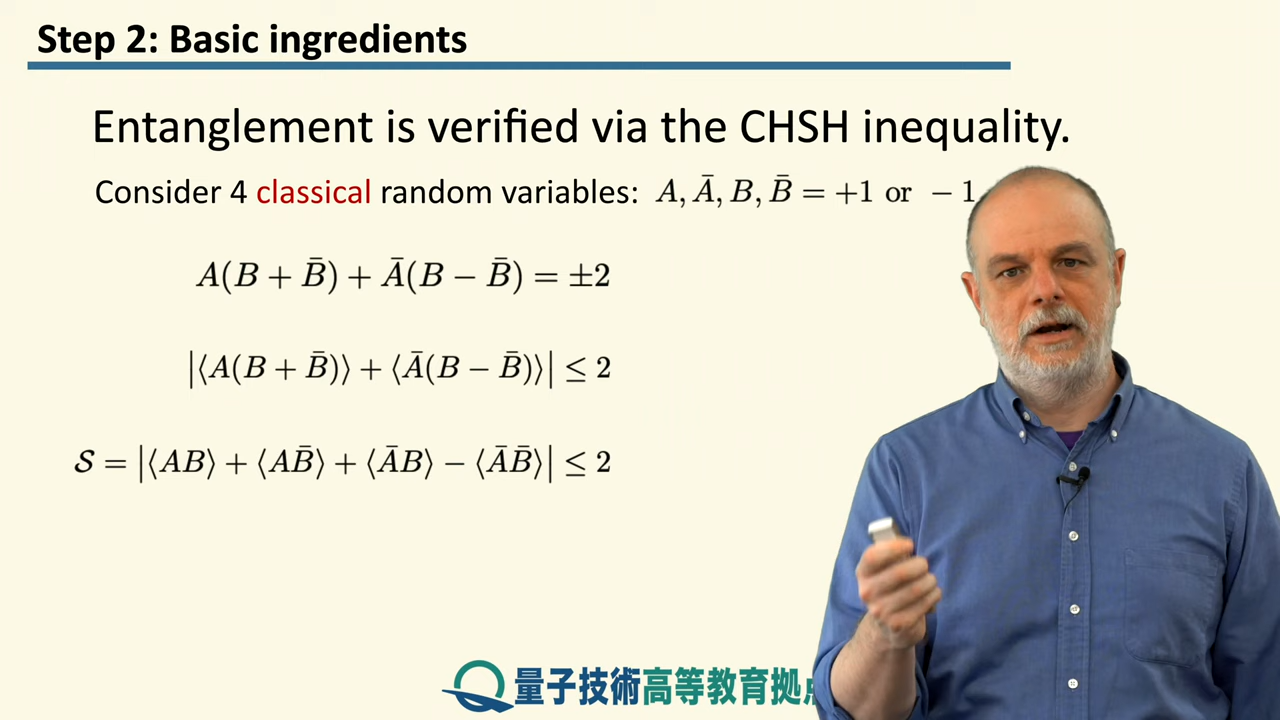 Step 2: Basic ingredients
Entanglement is verified via the CHSH inequality.
Consider 4 classical random variables: A, Ā, B, B̄ = +1 or − 1
A(B + B̄) + Ā(B − B̄) = ±2
|⟨A(B + B̄)⟩ + ⟨Ā(B − B̄)⟩| ≤ 2
𝒮 = |⟨AB⟩ + ⟨AB̄⟩ + ⟨ĀB⟩ − ⟨ĀB̄⟩| ≤ 2
量子技術高等教育拠点